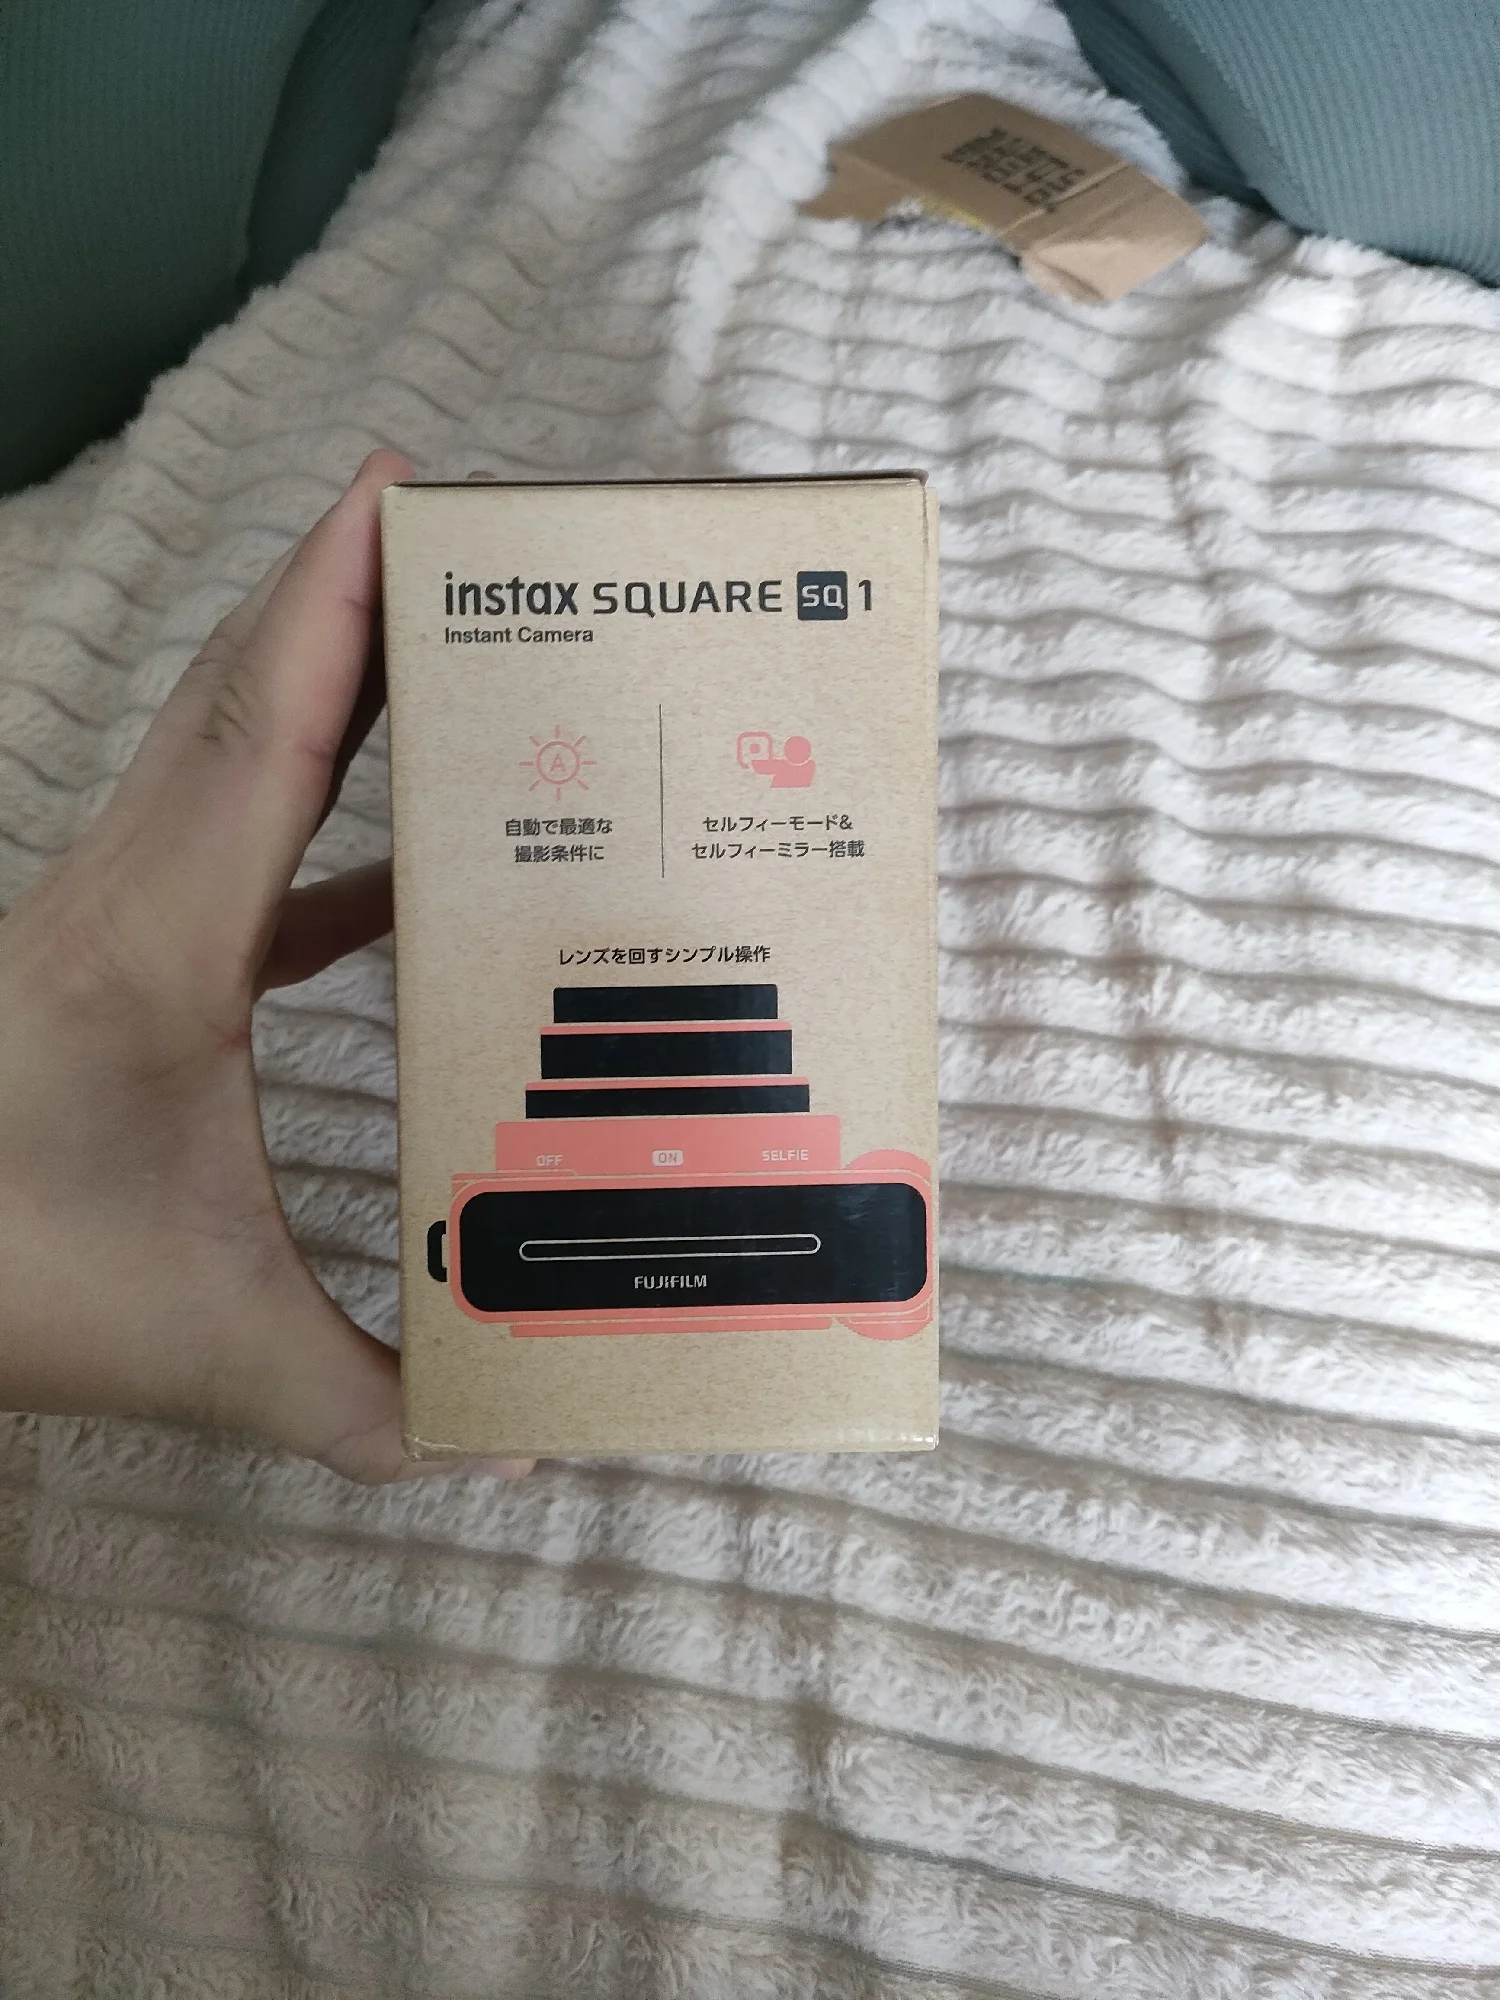 instax SQUARE SQ 1
Instant Camera
自動で最適な
撮影条件に
セルフィーモード&
セルフィーミラー搭載
レンズを回すシンプル操作
OFF ON SELFIE
FUJIFILM